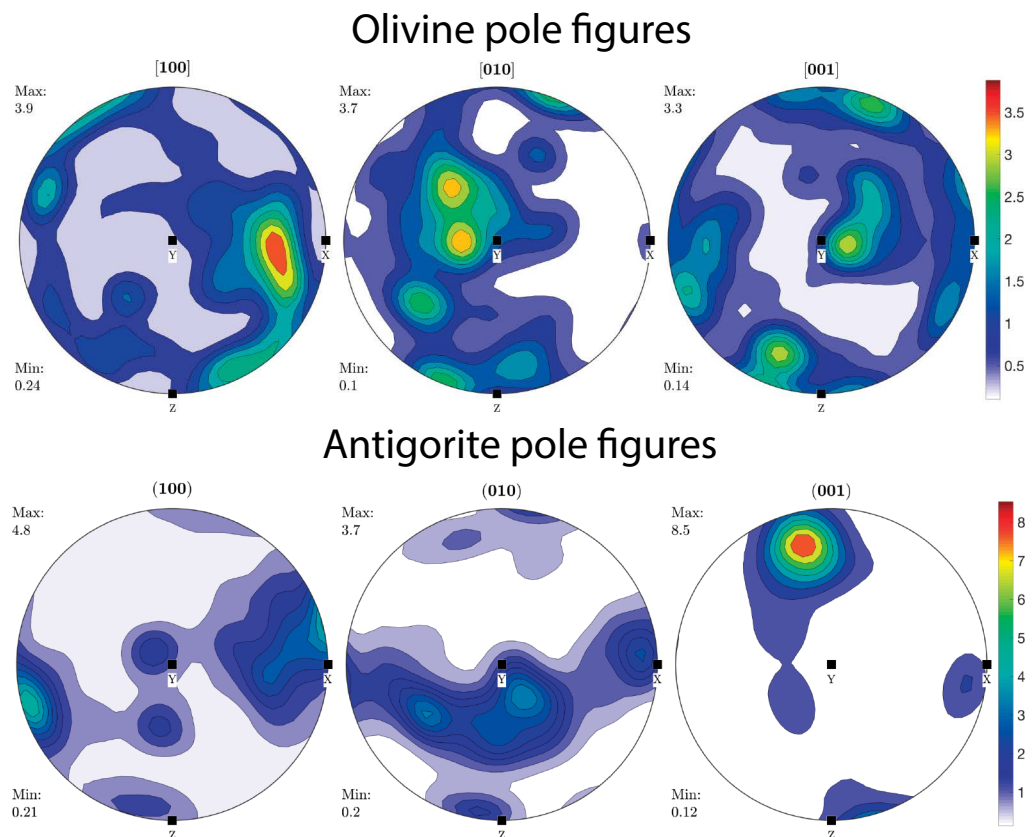 Olivine pole figures
[100]
[010]
[001]
Max:
3.9
Max:
3.7
Max:
3.3
3.5
3
2.5
2
1.5
1
0.5
Y
X
Y
X
Y
X
Min:
0.24
Min:
0.1
Min:
0.14
Z
Z
Z
Antigorite pole figures
(100)
(010)
(001)
Max:
4.8
Max:
3.7
Max:
8.5
8
7
6
5
4
3
2
1
Y
X
Y
X
Y
X
Min:
0.21
Min:
0.2
Min:
0.12
Z
Z
Z